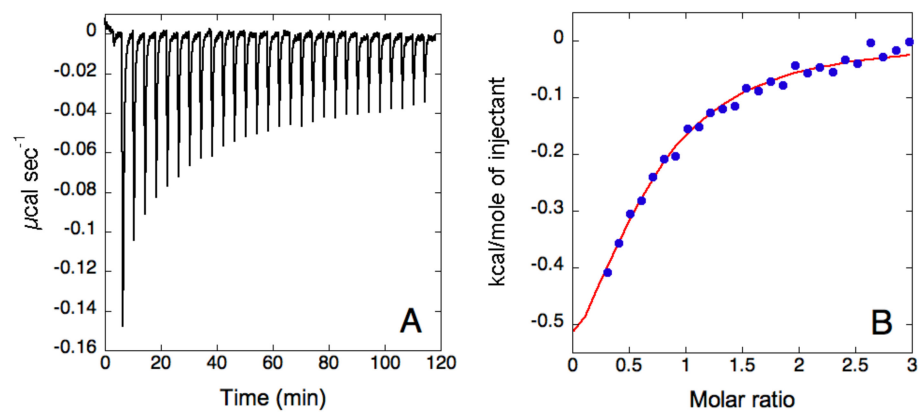 0
-0.02
-0.04
-0.06
-0.08
-0.1
-0.12
-0.14
-0.16
µcal sec-1
0 20 40 60 80 100 120
Time (min)
A
0
-0.1
-0.2
-0.3
-0.4
-0.5
kcal/mole of injectant
0 0.5 1 1.5 2 2.5 3
Molar ratio
B